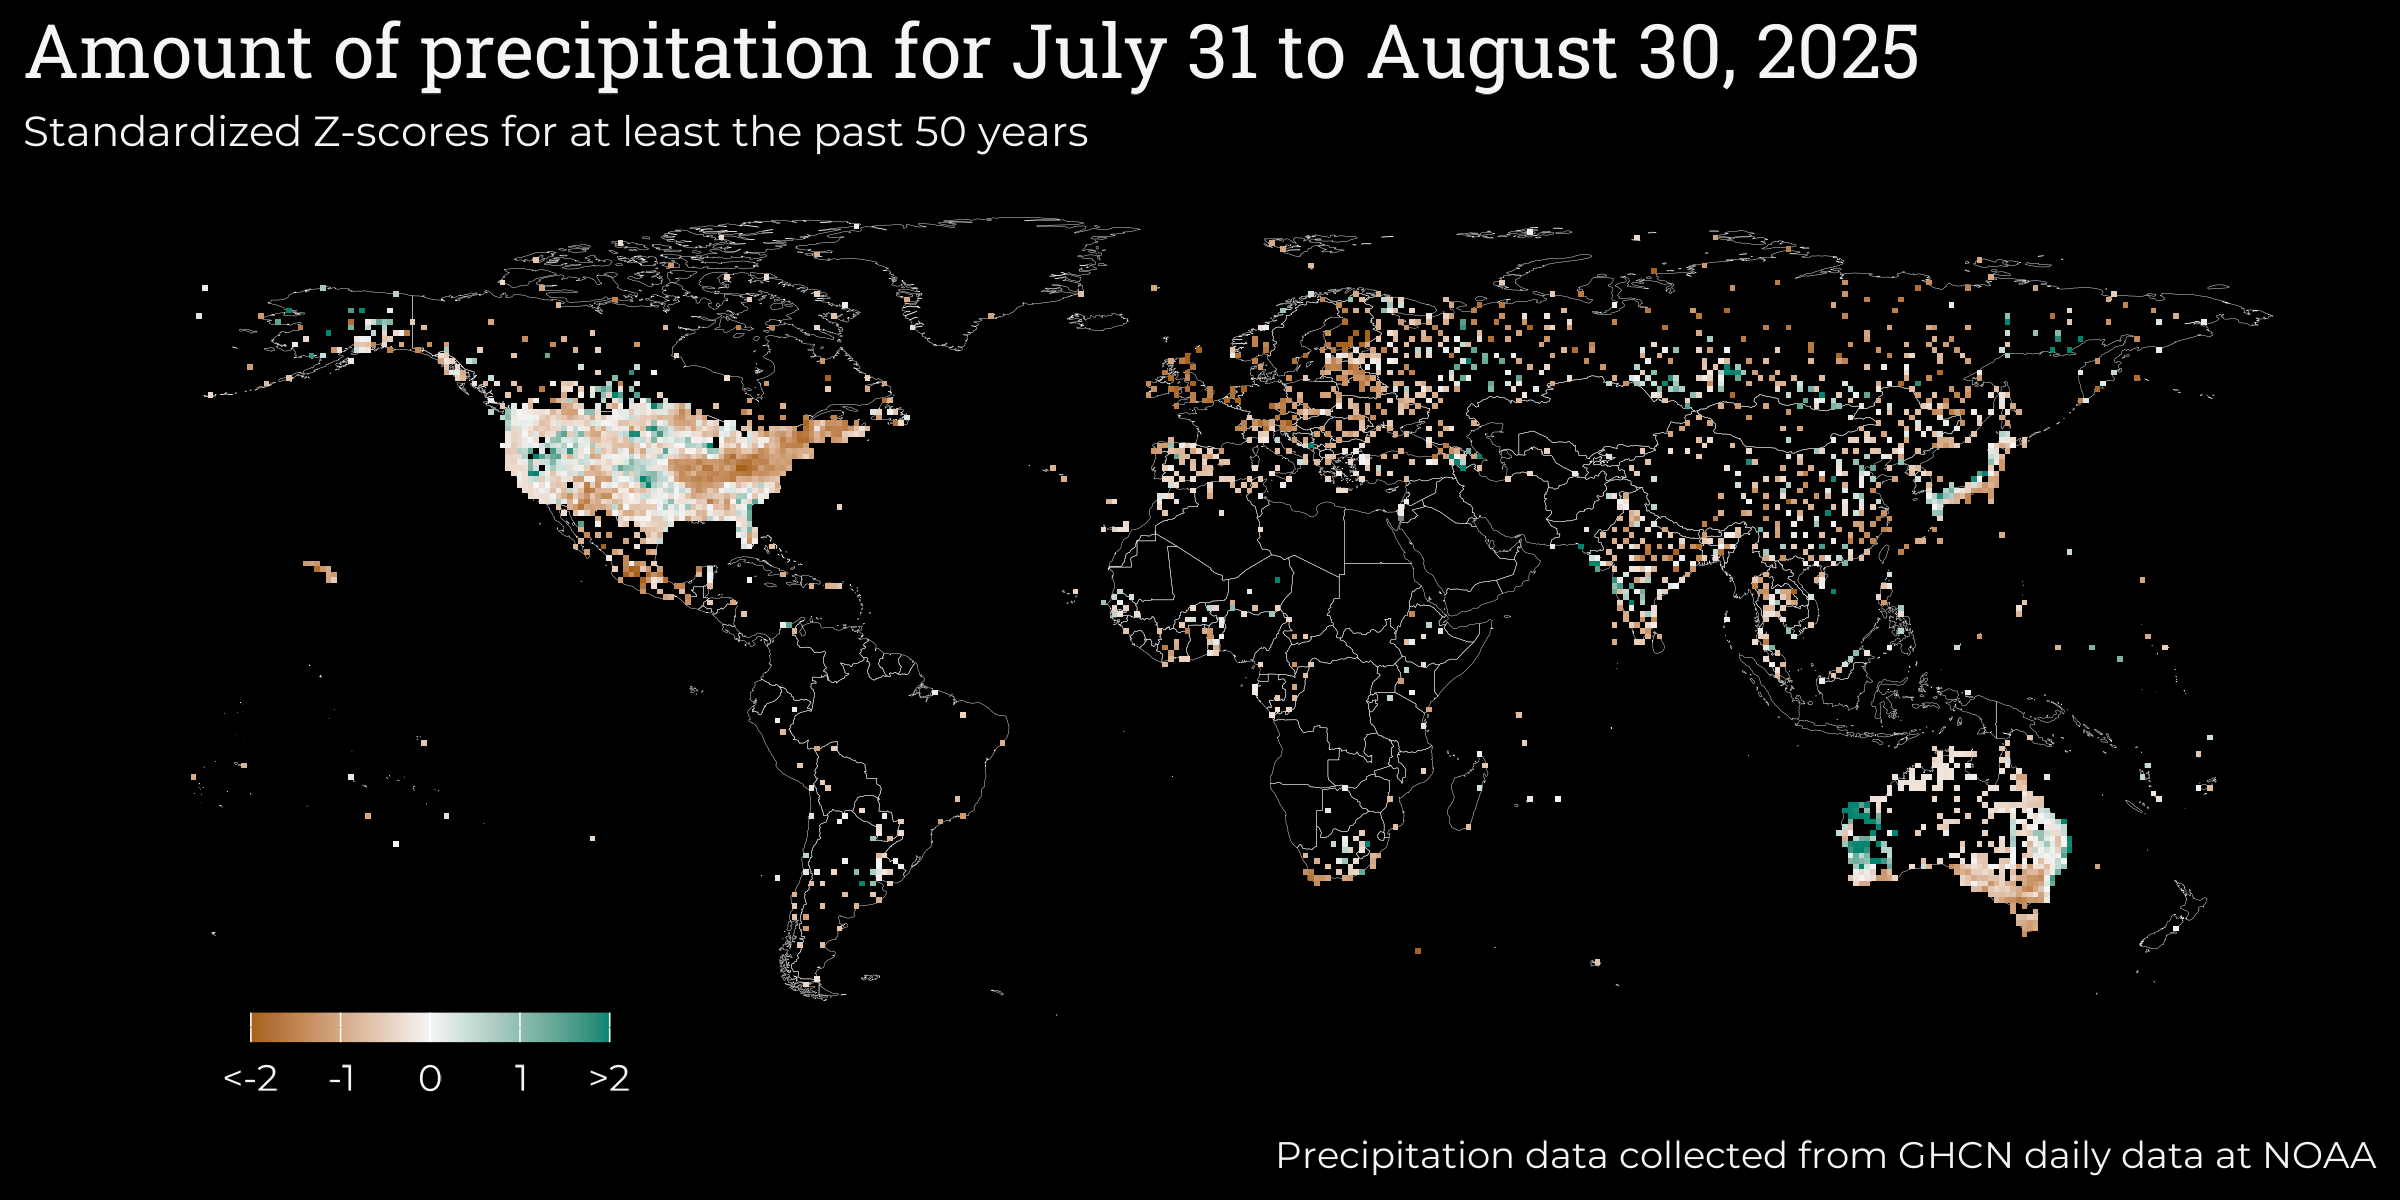 Amount of precipitation for July 31 to August 30, 2025
Standardized Z-scores for at least the past 50 years
<-2 -1 0 1 >2
Precipitation data collected from GHCN daily data at NOAA